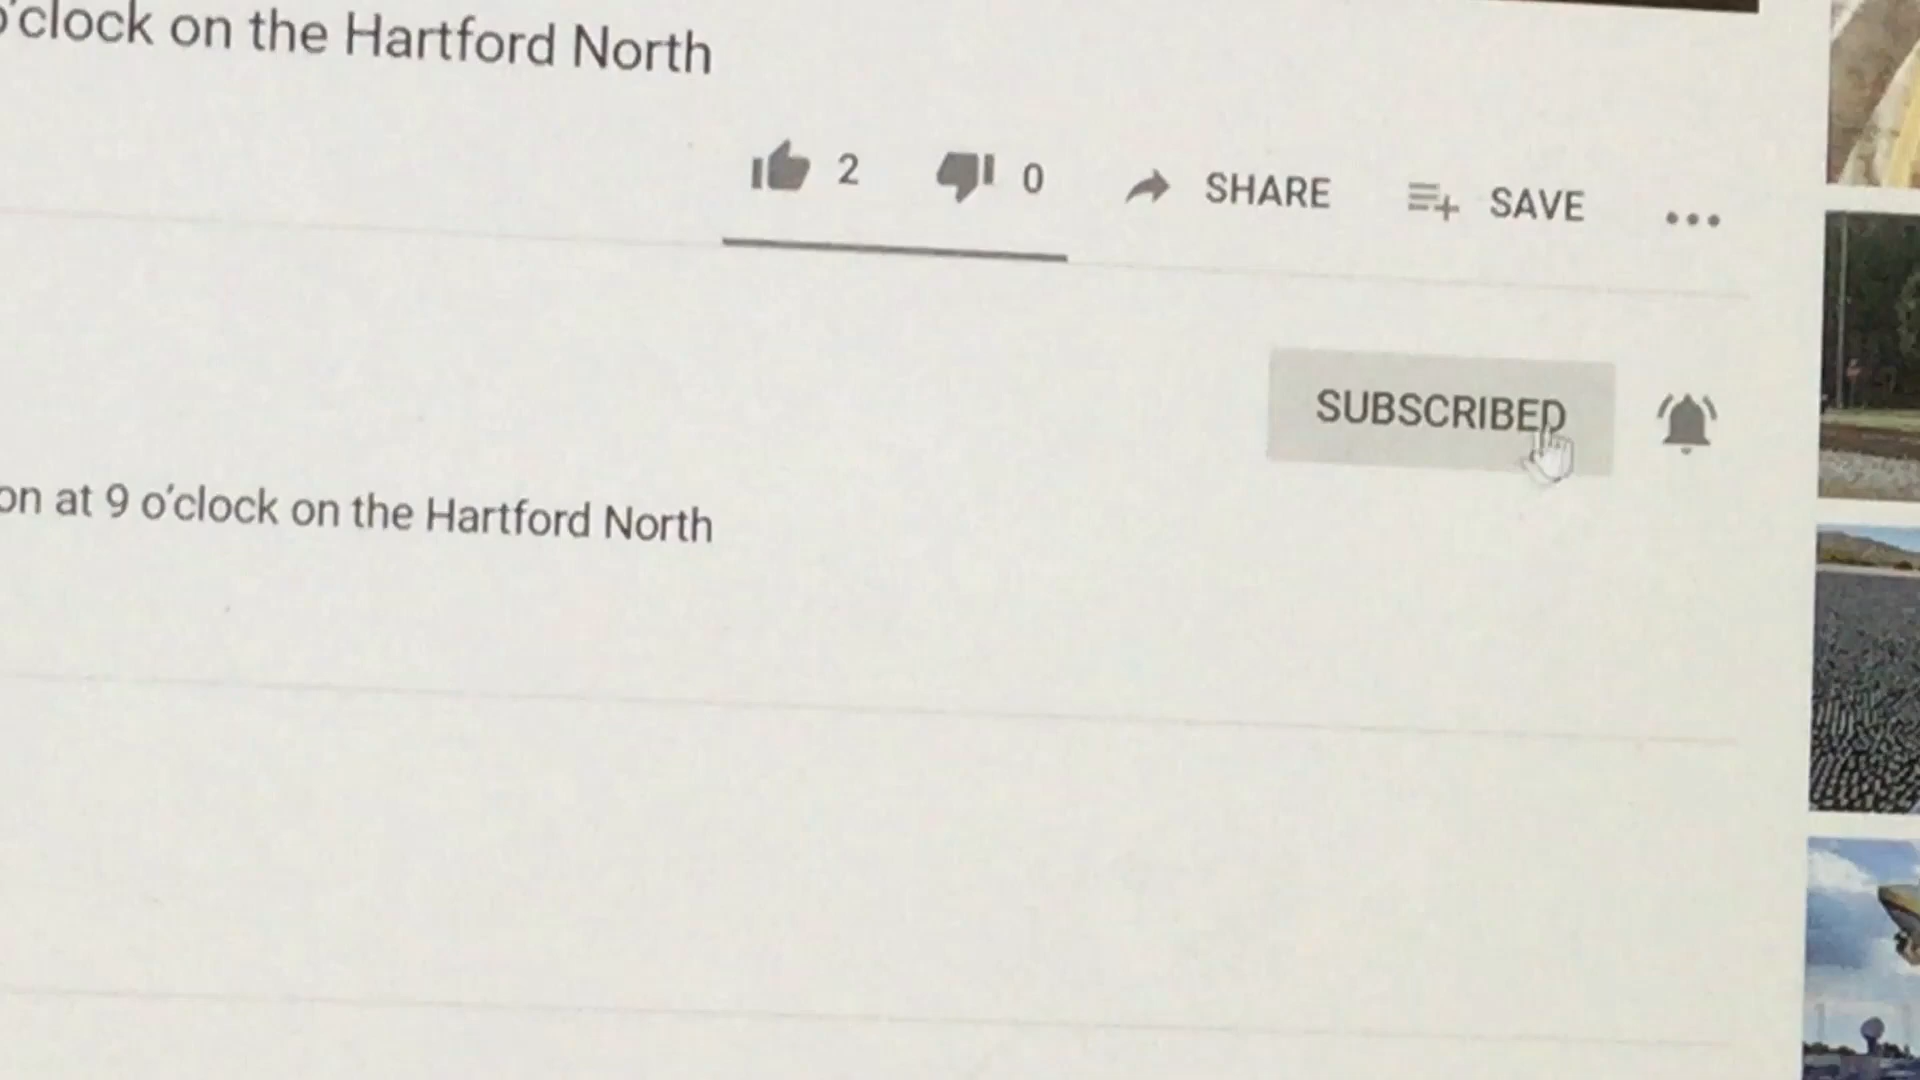 o'clock on the Hartford North
2 0 SHARE SAVE
SUBSCRIBED
on at 9 o'clock on the Hartford North